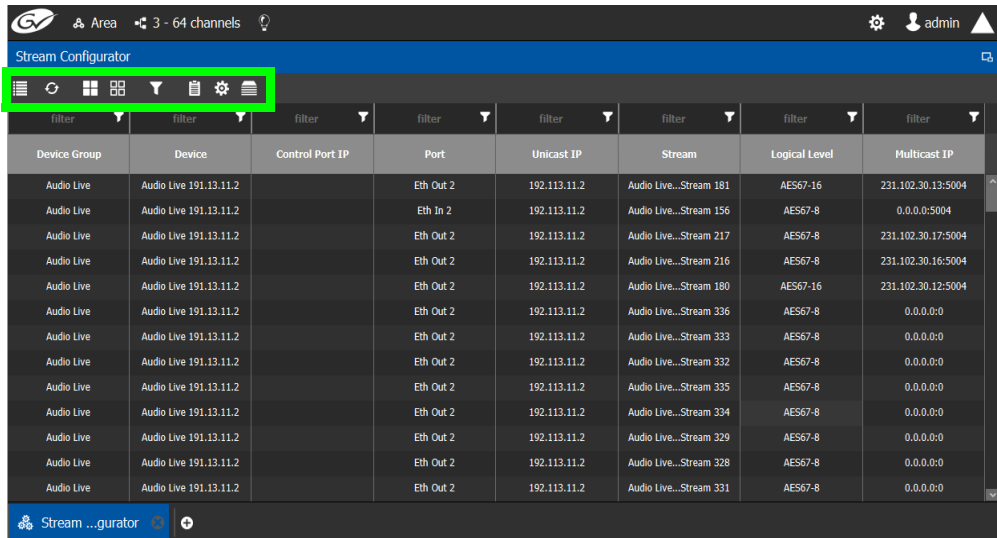 GV Area 3 - 64 channels admin
Stream Configurator
filter filter filter filter filter filter filter filter
Device Group Device Control Port IP Port Unicast IP Stream Logical Level Multicast IP
Audio Live Audio Live 191.13.11.2 Eth Out 2 192.113.11.2 Audio Live...Stream 181 AES67-16 231.102.30.13:5004
Audio Live Audio Live 191.13.11.2 Eth In 2 192.113.11.2 Audio Live...Stream 156 AES67-8 0.0.0.0:5004
Audio Live Audio Live 191.13.11.2 Eth Out 2 192.113.11.2 Audio Live...Stream 217 AES67-8 231.102.30.17:5004
Audio Live Audio Live 191.13.11.2 Eth Out 2 192.113.11.2 Audio Live...Stream 216 AES67-8 231.102.30.16:5004
Audio Live Audio Live 191.13.11.2 Eth Out 2 192.113.11.2 Audio Live...Stream 180 AES67-16 231.102.30.12:5004
Audio Live Audio Live 191.13.11.2 Eth Out 2 192.113.11.2 Audio Live...Stream 336 AES67-8 0.0.0.0:0
Audio Live Audio Live 191.13.11.2 Eth Out 2 192.113.11.2 Audio Live...Stream 333 AES67-8 0.0.0.0:0
Audio Live Audio Live 191.13.11.2 Eth Out 2 192.113.11.2 Audio Live...Stream 332 AES67-8 0.0.0.0:0
Audio Live Audio Live 191.13.11.2 Eth Out 2 192.113.11.2 Audio Live...Stream 335 AES67-8 0.0.0.0:0
Audio Live Audio Live 191.13.11.2 Eth Out 2 192.113.11.2 Audio Live...Stream 334 AES67-8 0.0.0.0:0
Audio Live Audio Live 191.13.11.2 Eth Out 2 192.113.11.2 Audio Live...Stream 329 AES67-8 0.0.0.0:0
Audio Live Audio Live 191.13.11.2 Eth Out 2 192.113.11.2 Audio Live...Stream 328 AES67-8 0.0.0.0:0
Audio Live Audio Live 191.13.11.2 Eth Out 2 192.113.11.2 Audio Live...Stream 331 AES67-8 0.0.0.0:0
Stream ...gurator